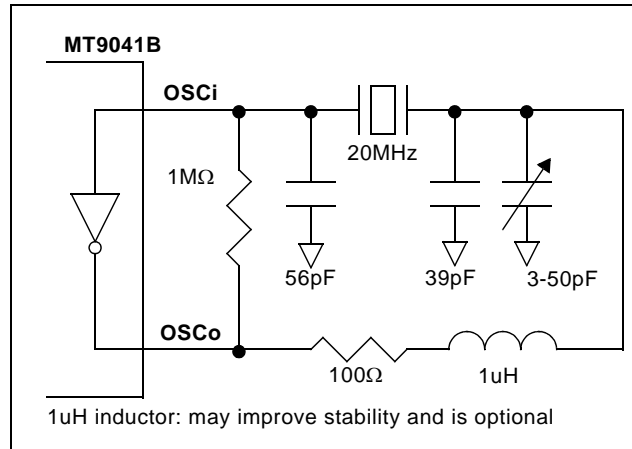 MT9041B
OSCi
20MHz
1MΩ
56pF
39pF
3-50pF
OSCo
100Ω
1uH
1uH inductor: may improve stability and is optional